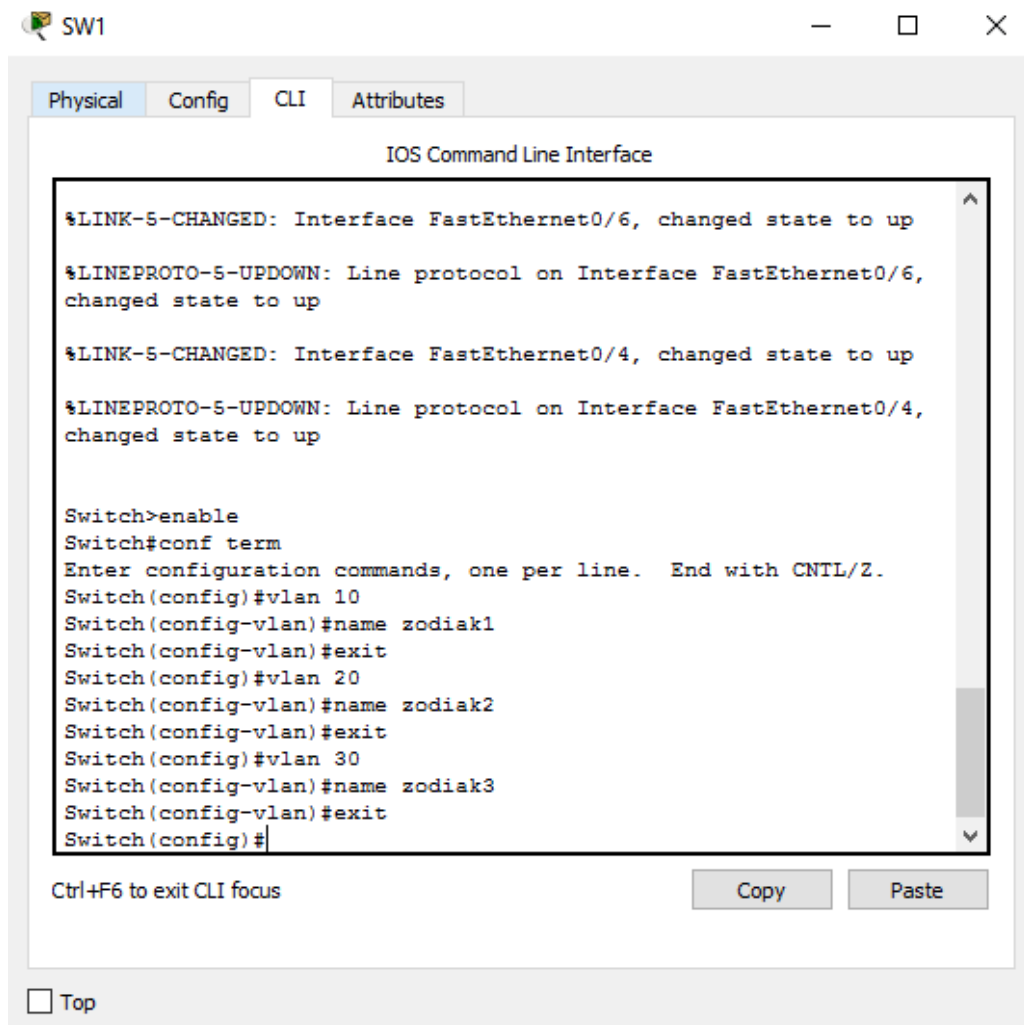 SW1
Physical Config CLI Attributes
IOS Command Line Interface
%LINK-5-CHANGED: Interface FastEthernet0/6, changed state to up
%LINEPROTO-5-UPDOWN: Line protocol on Interface FastEthernet0/6,
changed state to up
%LINK-5-CHANGED: Interface FastEthernet0/4, changed state to up
%LINEPROTO-5-UPDOWN: Line protocol on Interface FastEthernet0/4,
changed state to up
Switch>enable
Switch#conf term
Enter configuration commands, one per line.  End with CNTL/Z.
Switch(config)#vlan 10
Switch(config-vlan)#name zodiak1
Switch(config-vlan)#exit
Switch(config)#vlan 20
Switch(config-vlan)#name zodiak2
Switch(config-vlan)#exit
Switch(config)#vlan 30
Switch(config-vlan)#name zodiak3
Switch(config-vlan)#exit
Switch(config)#
Ctrl+F6 to exit CLI focus Copy Paste
Top